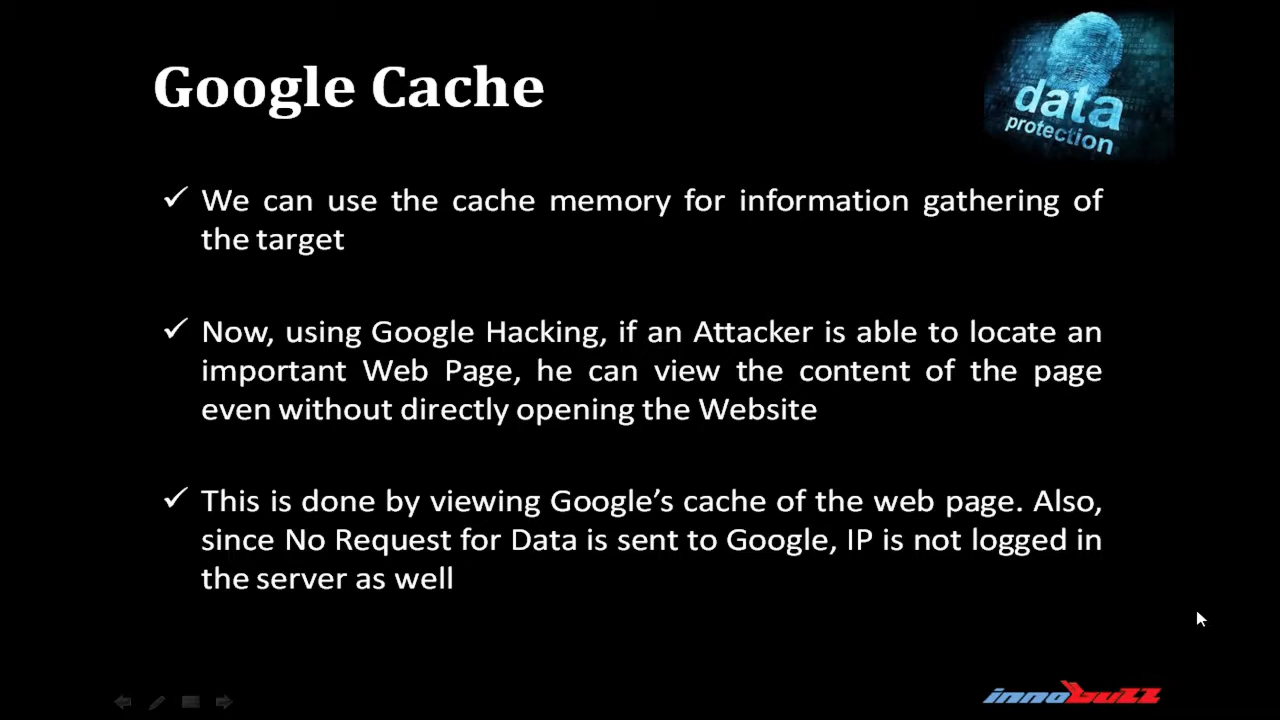 Google Cache
data
protection
✓ We can use the cache memory for information gathering of
the target
✓ Now, using Google Hacking, if an Attacker is able to locate an
important Web Page, he can view the content of the page
even without directly opening the Website
✓ This is done by viewing Google’s cache of the web page. Also,
since No Request for Data is sent to Google, IP is not logged in
the server as well
innobuzz